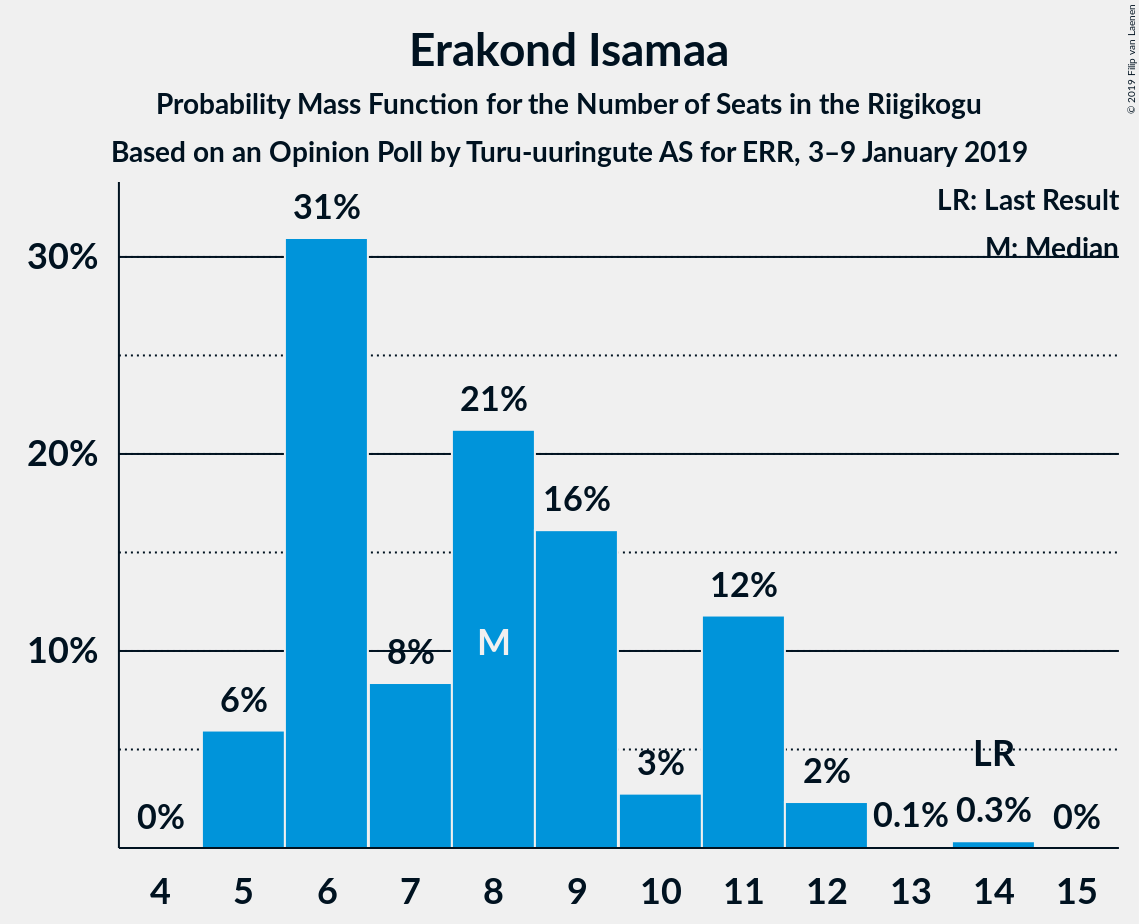 Erakond Isamaa
Probability Mass Function for the Number of Seats in the Riigikogu
Based on an Opinion Poll by Turu-uuringute AS for ERR, 3–9 January 2019
© 2019 Filip van Laenen
LR: Last Result
M: Median
30%
20%
10%
0%
6%
31%
8%
21%
M
16%
3%
12%
2%
0.1%
LR
0.3%
0%
4 5 6 7 8 9 10 11 12 13 14 15